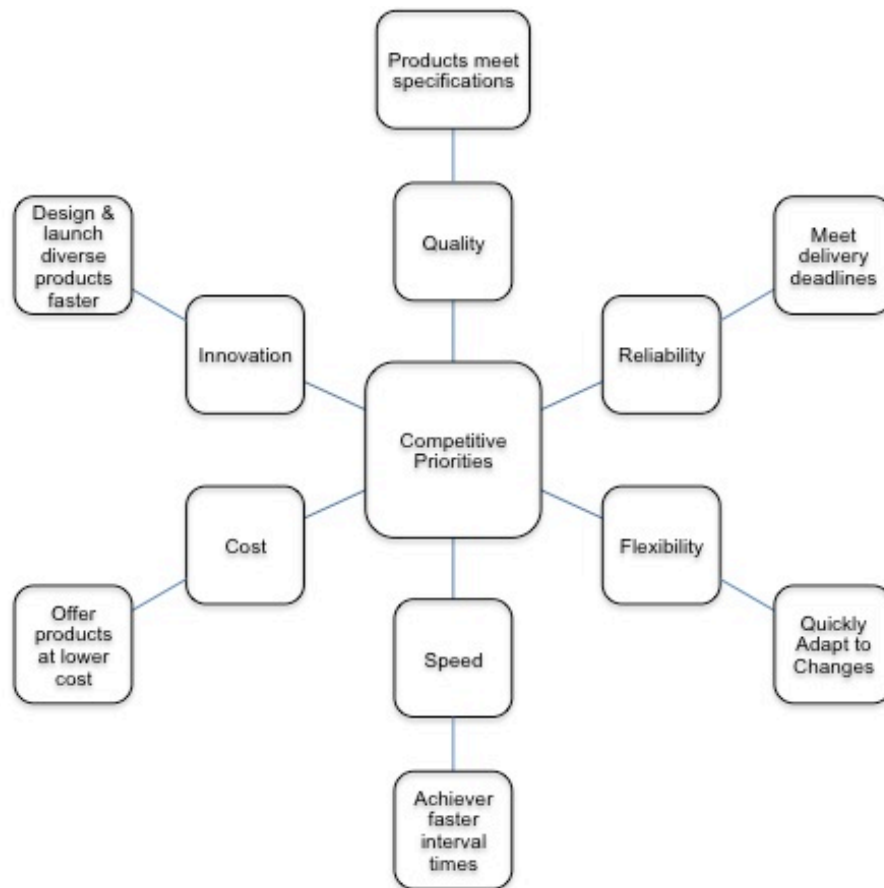 Products meet
specifications
Quality
Design &
launch
diverse
products
faster
Meet
delivery
deadlines
Innovation
Reliability
Competitive
Priorities
Cost
Flexibility
Offer
products
at lower
cost
Speed
Quickly
Adapt to
Changes
Achiever
faster
interval
times